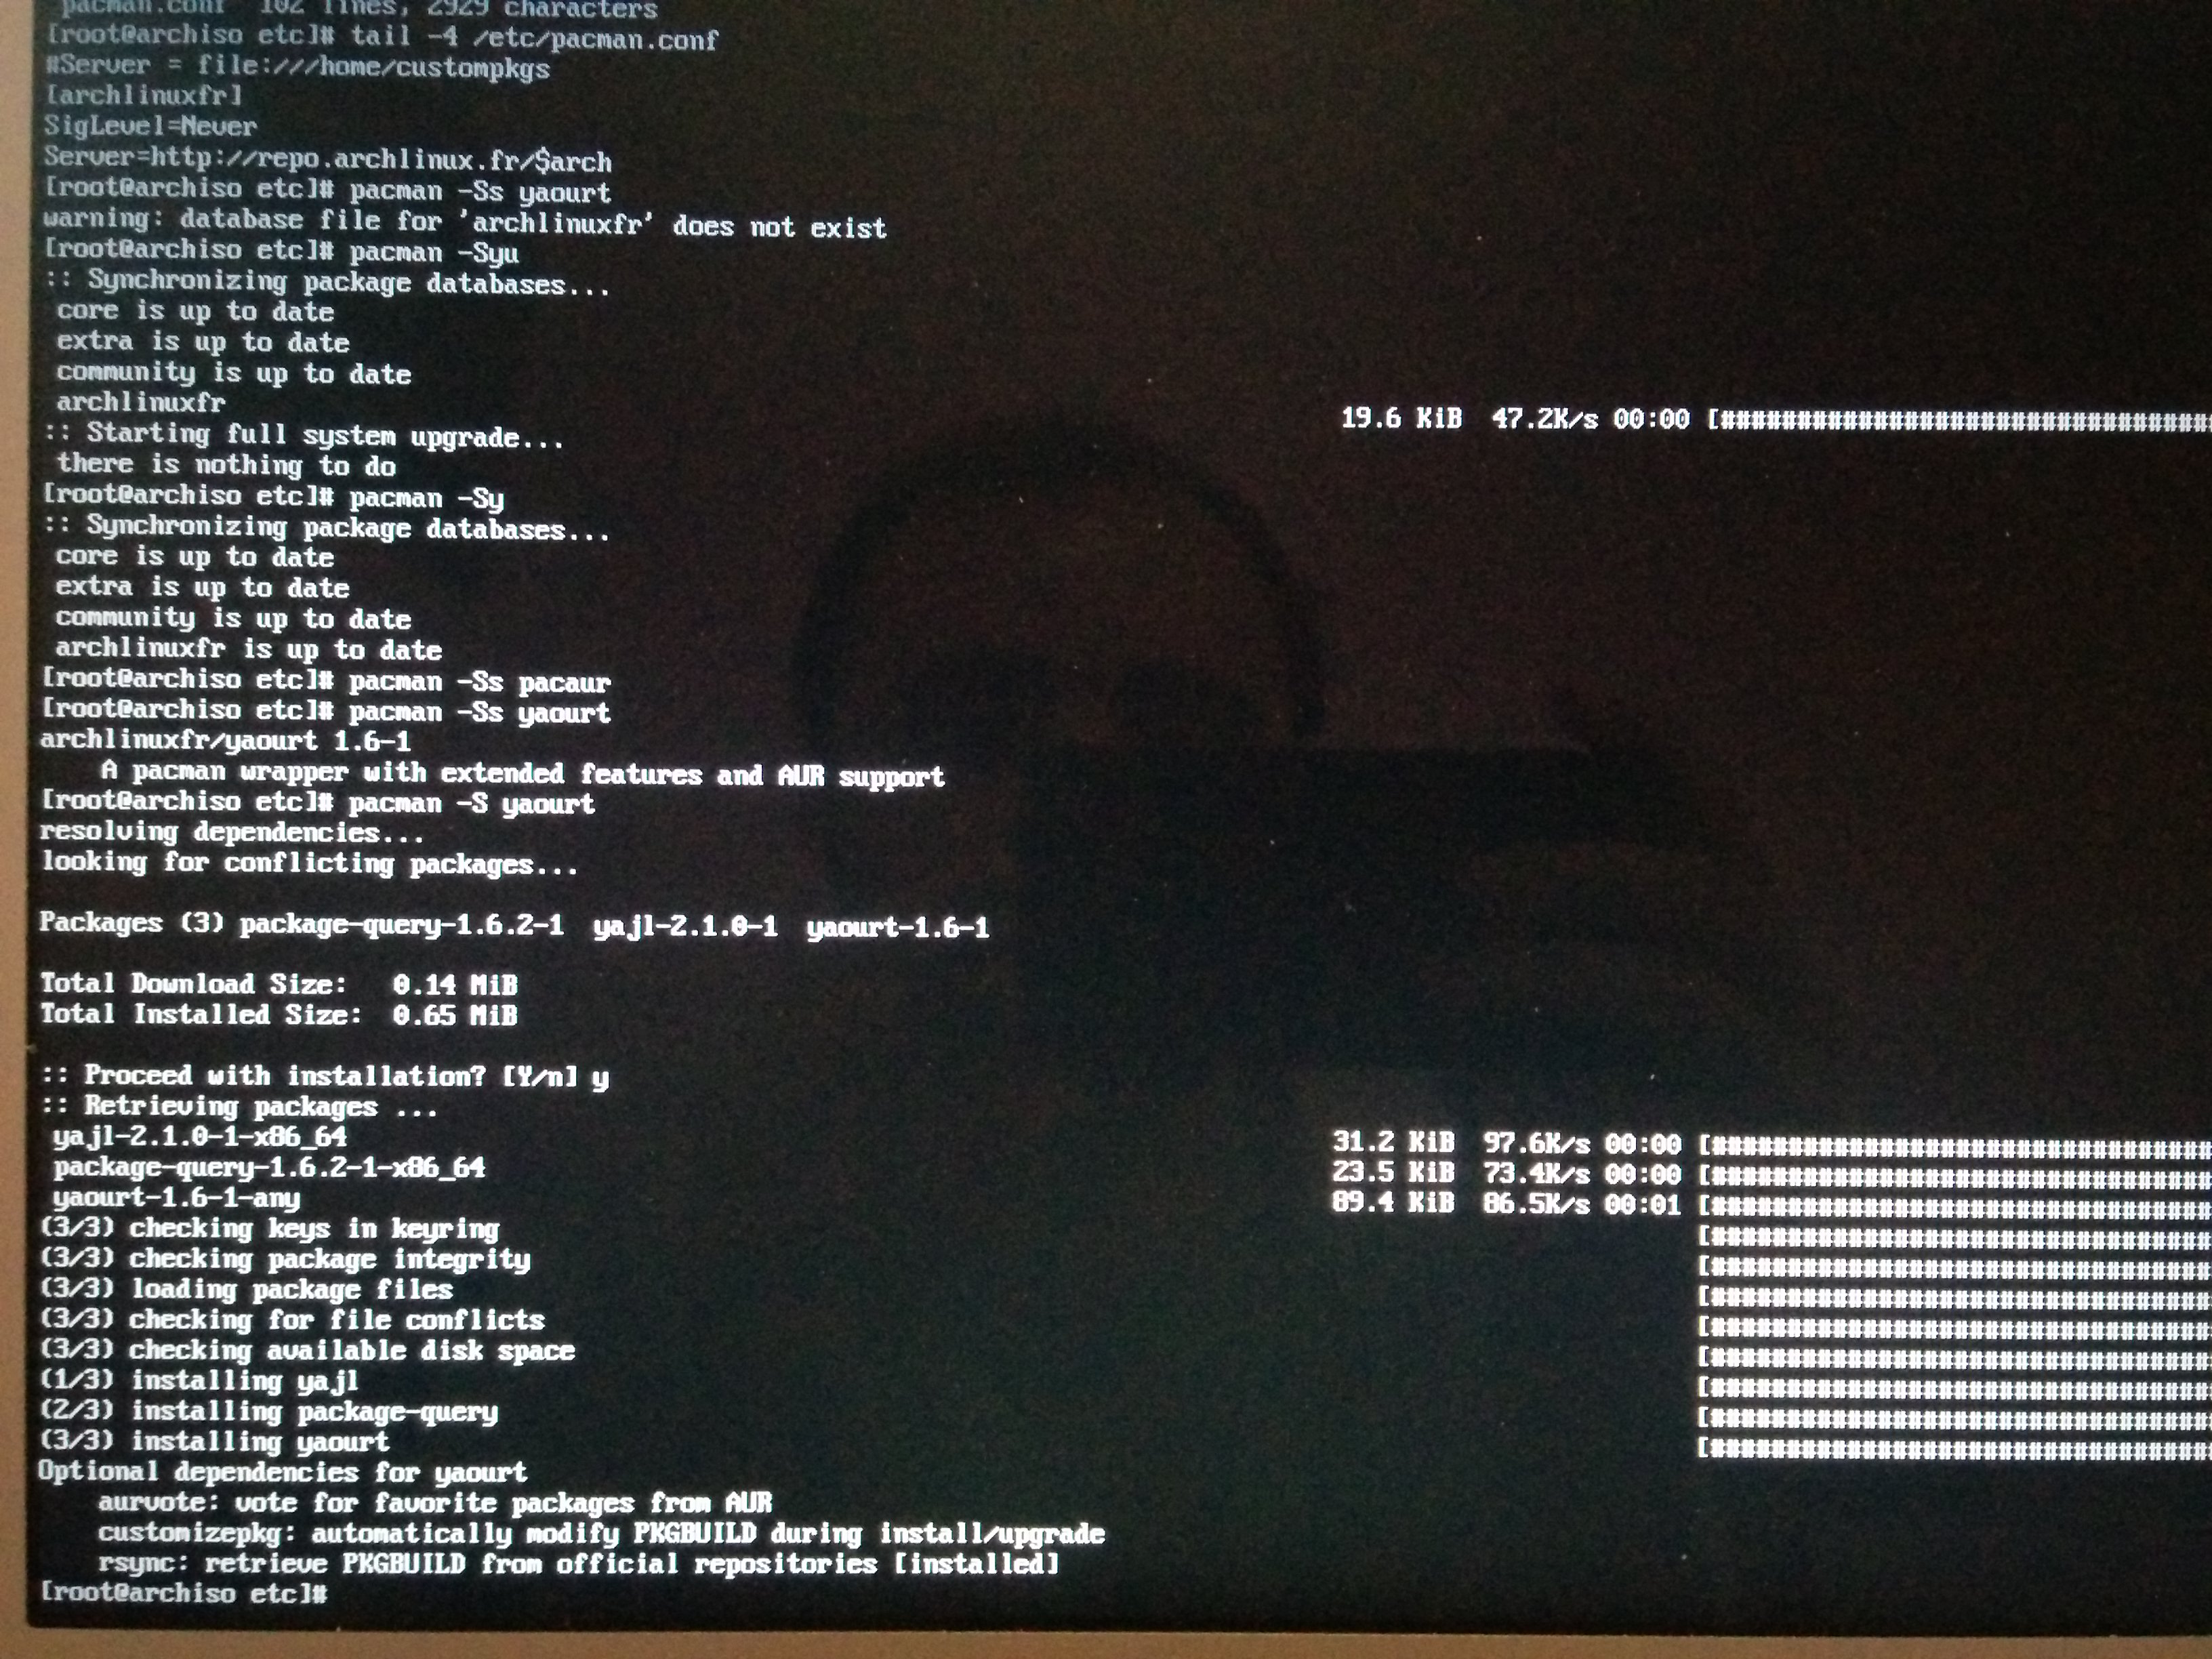 pacman.conf  102 lines, 2929 characters
[root@archiso etc]# tail -4 /etc/pacman.conf
#Server = file:///home/custompkgs
[archlinuxfr]
SigLevel=Never
Server=http://repo.archlinux.fr/$arch
[root@archiso etc]# pacman -Ss yaourt
warning: database file for 'archlinuxfr' does not exist
[root@archiso etc]# pacman -Syu
:: Synchronizing package databases...
core is up to date
extra is up to date
community is up to date
archlinuxfr 19.6 KiB 47.2K/s 00:00 [#################################
:: Starting full system upgrade...
there is nothing to do
[root@archiso etc]# pacman -Sy
:: Synchronizing package databases...
core is up to date
extra is up to date
community is up to date
archlinuxfr is up to date
[root@archiso etc]# pacman -Ss pacaur
[root@archiso etc]# pacman -Ss yaourt
archlinuxfr/yaourt 1.6-1
A pacman wrapper with extended features and AUR support
[root@archiso etc]# pacman -S yaourt
resolving dependencies...
looking for conflicting packages...
Packages (3) package-query-1.6.2-1  yajl-2.1.0-1  yaourt-1.6-1
Total Download Size:   0.14 MiB
Total Installed Size:  0.65 MiB
:: Proceed with installation? [Y/n] y
:: Retrieving packages ...
yajl-2.1.0-1-x86_64 31.2 KiB 97.6K/s 00:00 [#################################
package-query-1.6.2-1-x86_64 23.5 KiB 73.4K/s 00:00 [#################################
yaourt-1.6-1-any 89.4 KiB 86.5K/s 00:01 [#################################
(3/3) checking keys in keyring [#################################
(3/3) checking package integrity [#################################
(3/3) loading package files [#################################
(3/3) checking for file conflicts [#################################
(3/3) checking available disk space [#################################
(1/3) installing yajl [#################################
(2/3) installing package-query [#################################
(3/3) installing yaourt [#################################
Optional dependencies for yaourt
aurvote: vote for favorite packages from AUR
customizepkg: automatically modify PKGBUILD during install/upgrade
rsync: retrieve PKGBUILD from official repositories [installed]
[root@archiso etc]#